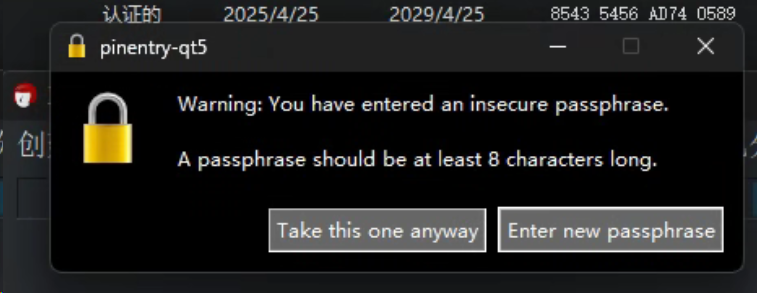 认证的 2025/4/25 2029/4/25 8543 5456 AD74 0589
pinentry-qt5
Warning: You have entered an insecure passphrase.
创
A passphrase should be at least 8 characters long.
Take this one anyway Enter new passphrase